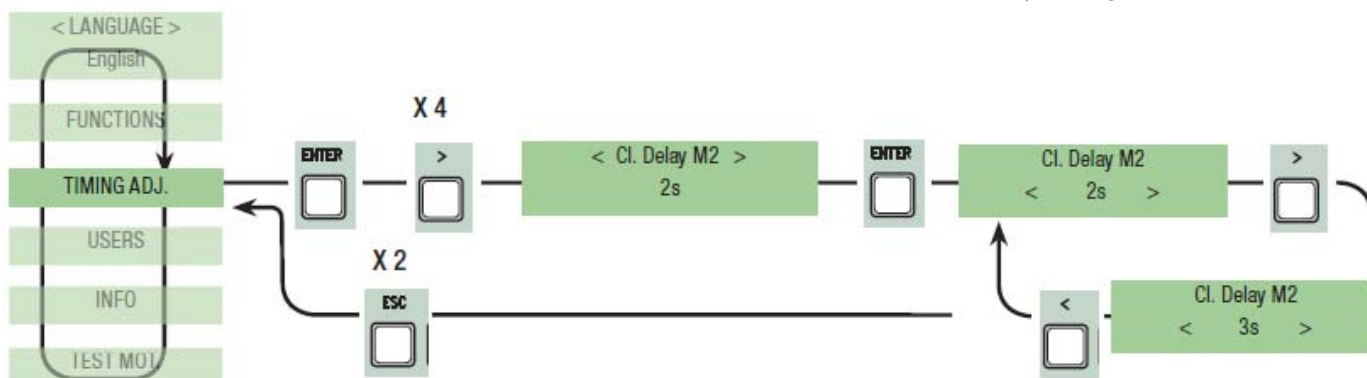 < LANGUAGE >
English
FUNCTIONS
TIMING ADJ.
USERS
INFO
TEST MOT.
ENTER
X 4
>
< Cl. Delay M2 >
2s
ENTER
Cl. Delay M2
< 2s >
>
Cl. Delay M2
< 3s >
<
X 2
ESC